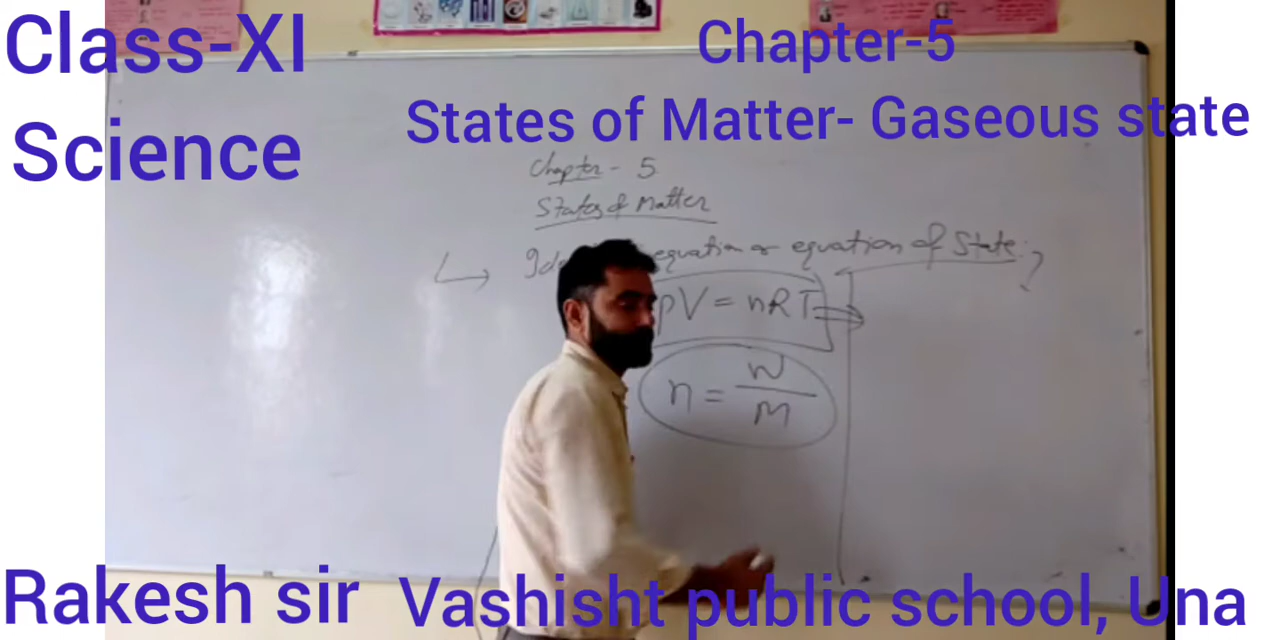 Class-XI
Science
Chapter-5
States of Matter- Gaseous state
Chapter - 5
States of Matter
equation or equation of State ?
pV = nRT
n = W/M
Rakesh sir
Vashisht public school, Una